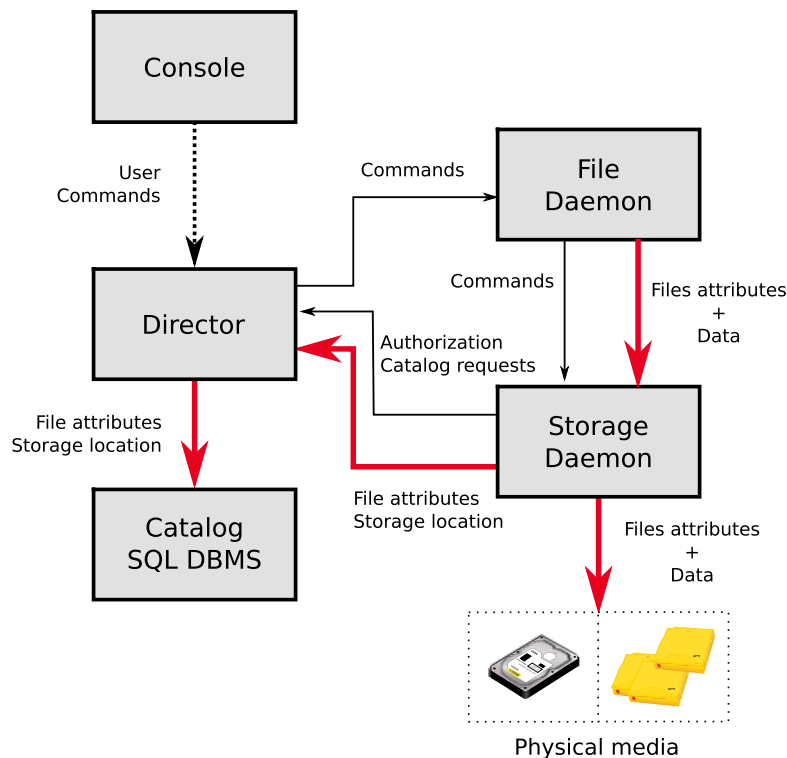 Console
User
Commands
Commands
File
Daemon
Director
Commands
Files attributes
+
Data
Authorization
Catalog requests
File attributes
Storage location
Storage
Daemon
Catalog
SQL DBMS
File attributes
Storage location
Files attributes
+
Data
Physical media